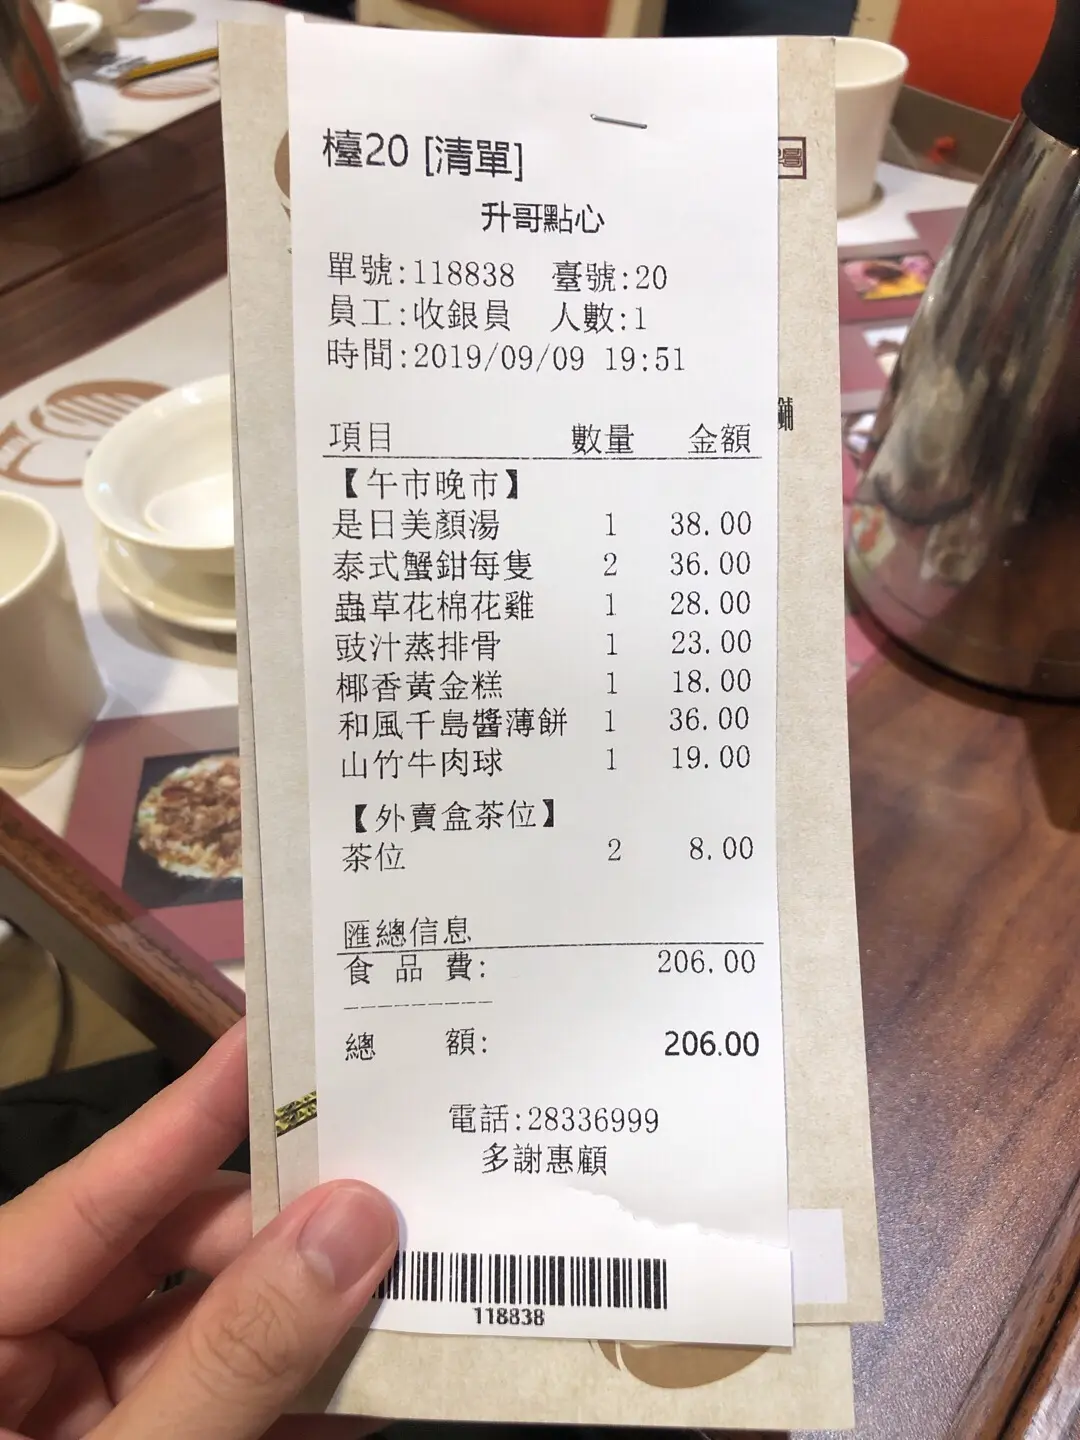 檯20 [清單]
升哥點心
單號:118838 臺號:20
員工:收銀員 人數:1
時間:2019/09/09 19:51
項目 數量 金額
【午市晚市】
是日美顏湯 1 38.00
泰式蟹鉗每隻 2 36.00
蟲草花棉花雞 1 28.00
豉汁蒸排骨 1 23.00
椰香黃金糕 1 18.00
和風千島醬薄餅 1 36.00
山竹牛肉球 1 19.00
【外賣盒茶位】
茶位 2 8.00
匯總信息
食品費: 206.00
總額: 206.00
電話:28336999
多謝惠顧
118838